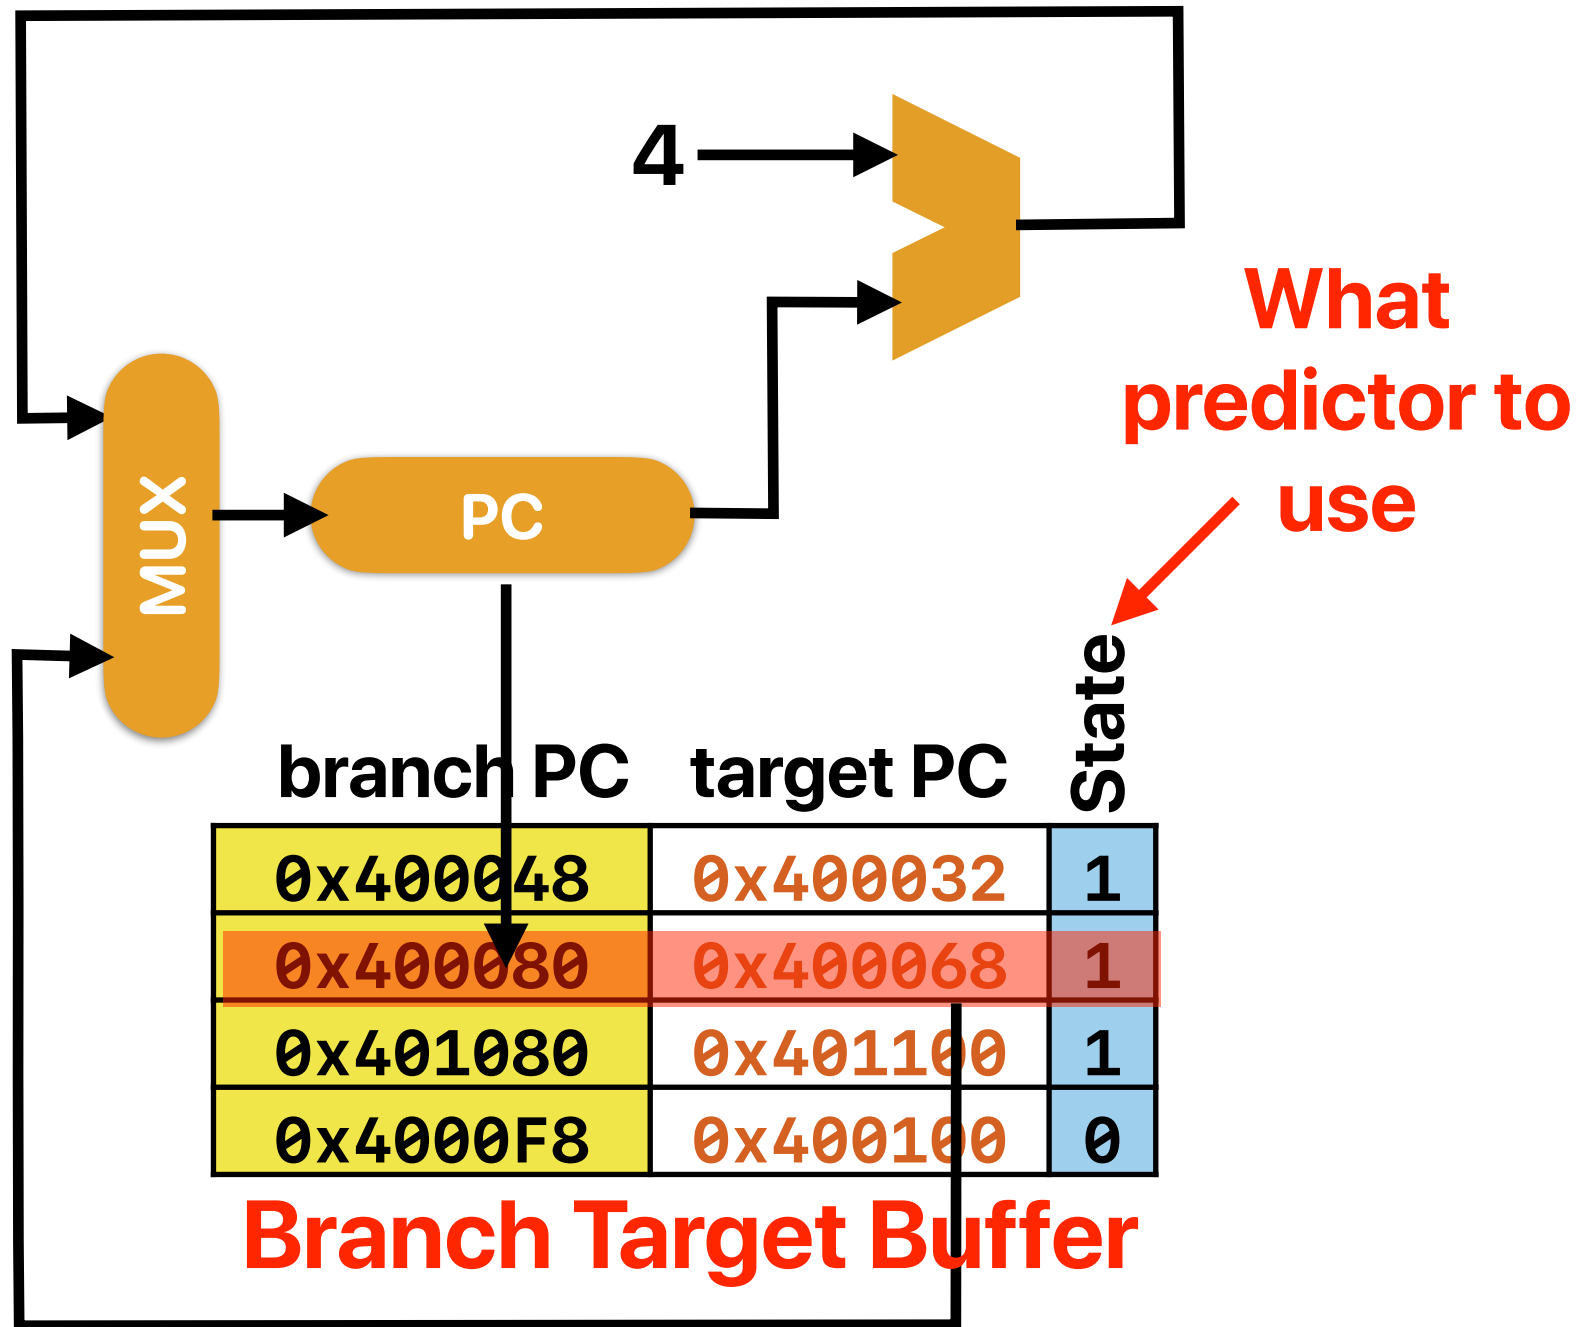 4
What
predictor to
use
MUX
PC
State
branch PC target PC
0x400048 0x400032 1
0x400080 0x400068 1
0x401080 0x401100 1
0x4000F8 0x400100 0
Branch Target Buffer